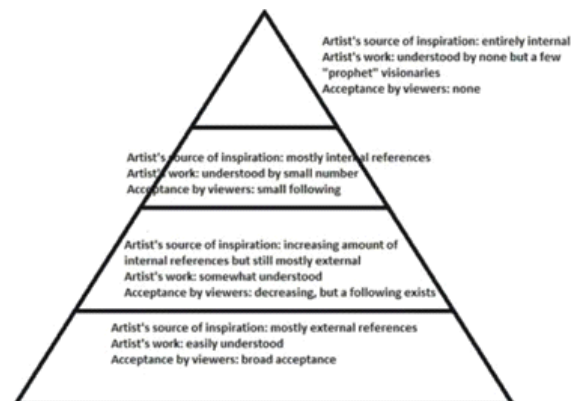 Artist's source of inspiration: entirely internal
Artist's work: understood by none but a few
"prophet" visionaries
Acceptance by viewers: none
Artist's source of inspiration: mostly internal references
Artist's work: understood by small number
Acceptance by viewers: small following
Artist's source of inspiration: increasing amount of
internal references but still mostly external
Artist's work: somewhat understood
Acceptance by viewers: decreasing, but a following exists
Artist's source of inspiration: mostly external references
Artist's work: easily understood
Acceptance by viewers: broad acceptance